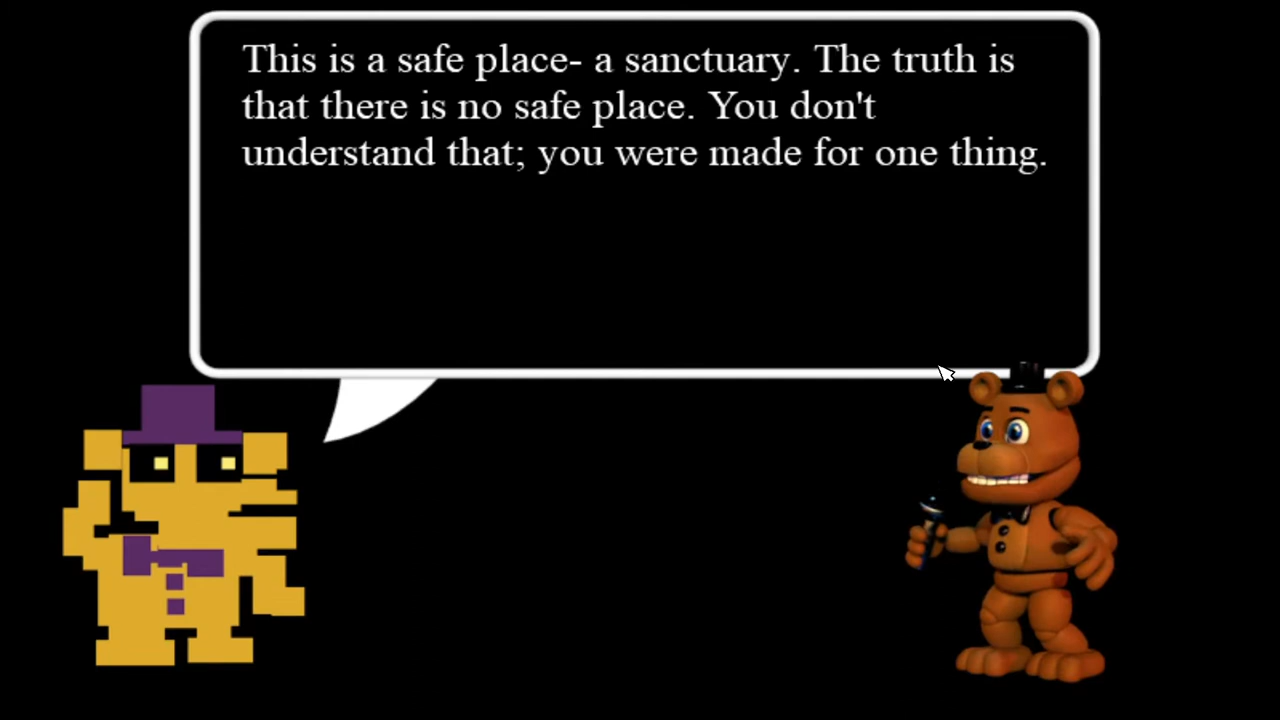 This is a safe place- a sanctuary. The truth is
that there is no safe place. You don't
understand that; you were made for one thing.